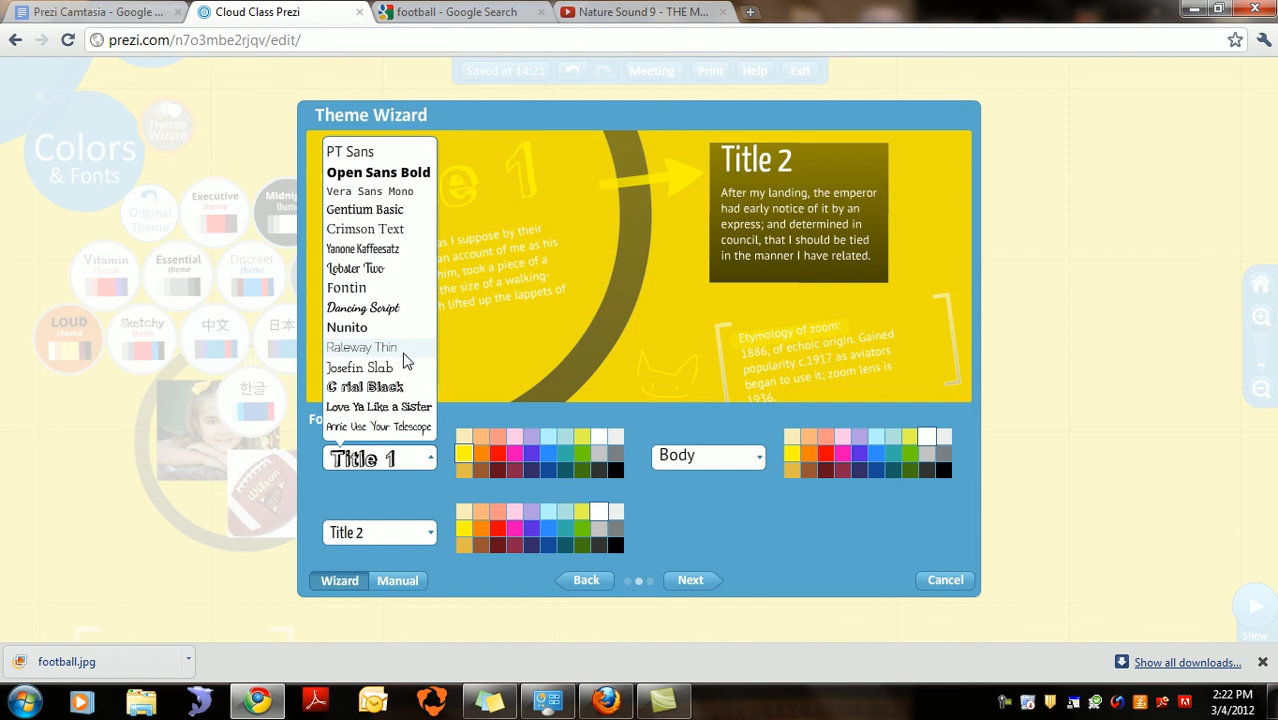 Prezi Camtasia - Google ...
Cloud Class Prezi
football - Google Search
Nature Sound 9 - THE M...
prezi.com/n7o3mbe2rjqv/edit/
Saved at 14:21
Meeting
Print
Help
Exit
Colors
& Fonts
Theme
Wizard
Original
Theme
Executive
theme
Midnig
them
Vitamin
theme
Essential
theme
Discreet
theme
LOUD
theme
Sketchy
theme
中文
日本
한글
Theme Wizard
PT Sans
Open Sans Bold
Vera Sans Mono
Gentium Basic
Crimson Text
Yanone Kaffeesatz
Lobster Two
Fontin
Dancing Script
Nunito
Raleway Thin
Josefin Slab
C rial Black
Love Ya Like a Sister
Annie Use Your Telescope
e 1
as I suppose by their
an account of me as his
him, took a piece of a
the size of a walking-
h lifted up the lappets of
Title 2
After my landing, the emperor
had early notice of it by an
express; and determined in
council, that I should be tied
in the manner I have related.
Etymology of zoom:
1886, of echoic origin. Gained
popularity c.1917 as aviators
began to use it; zoom lens is
1936.
Fo
Title 1
Body
Title 2
Wizard
Manual
Back
Next
Cancel
Show
football.jpg
Show all downloads...
2:22 PM
3/4/2012